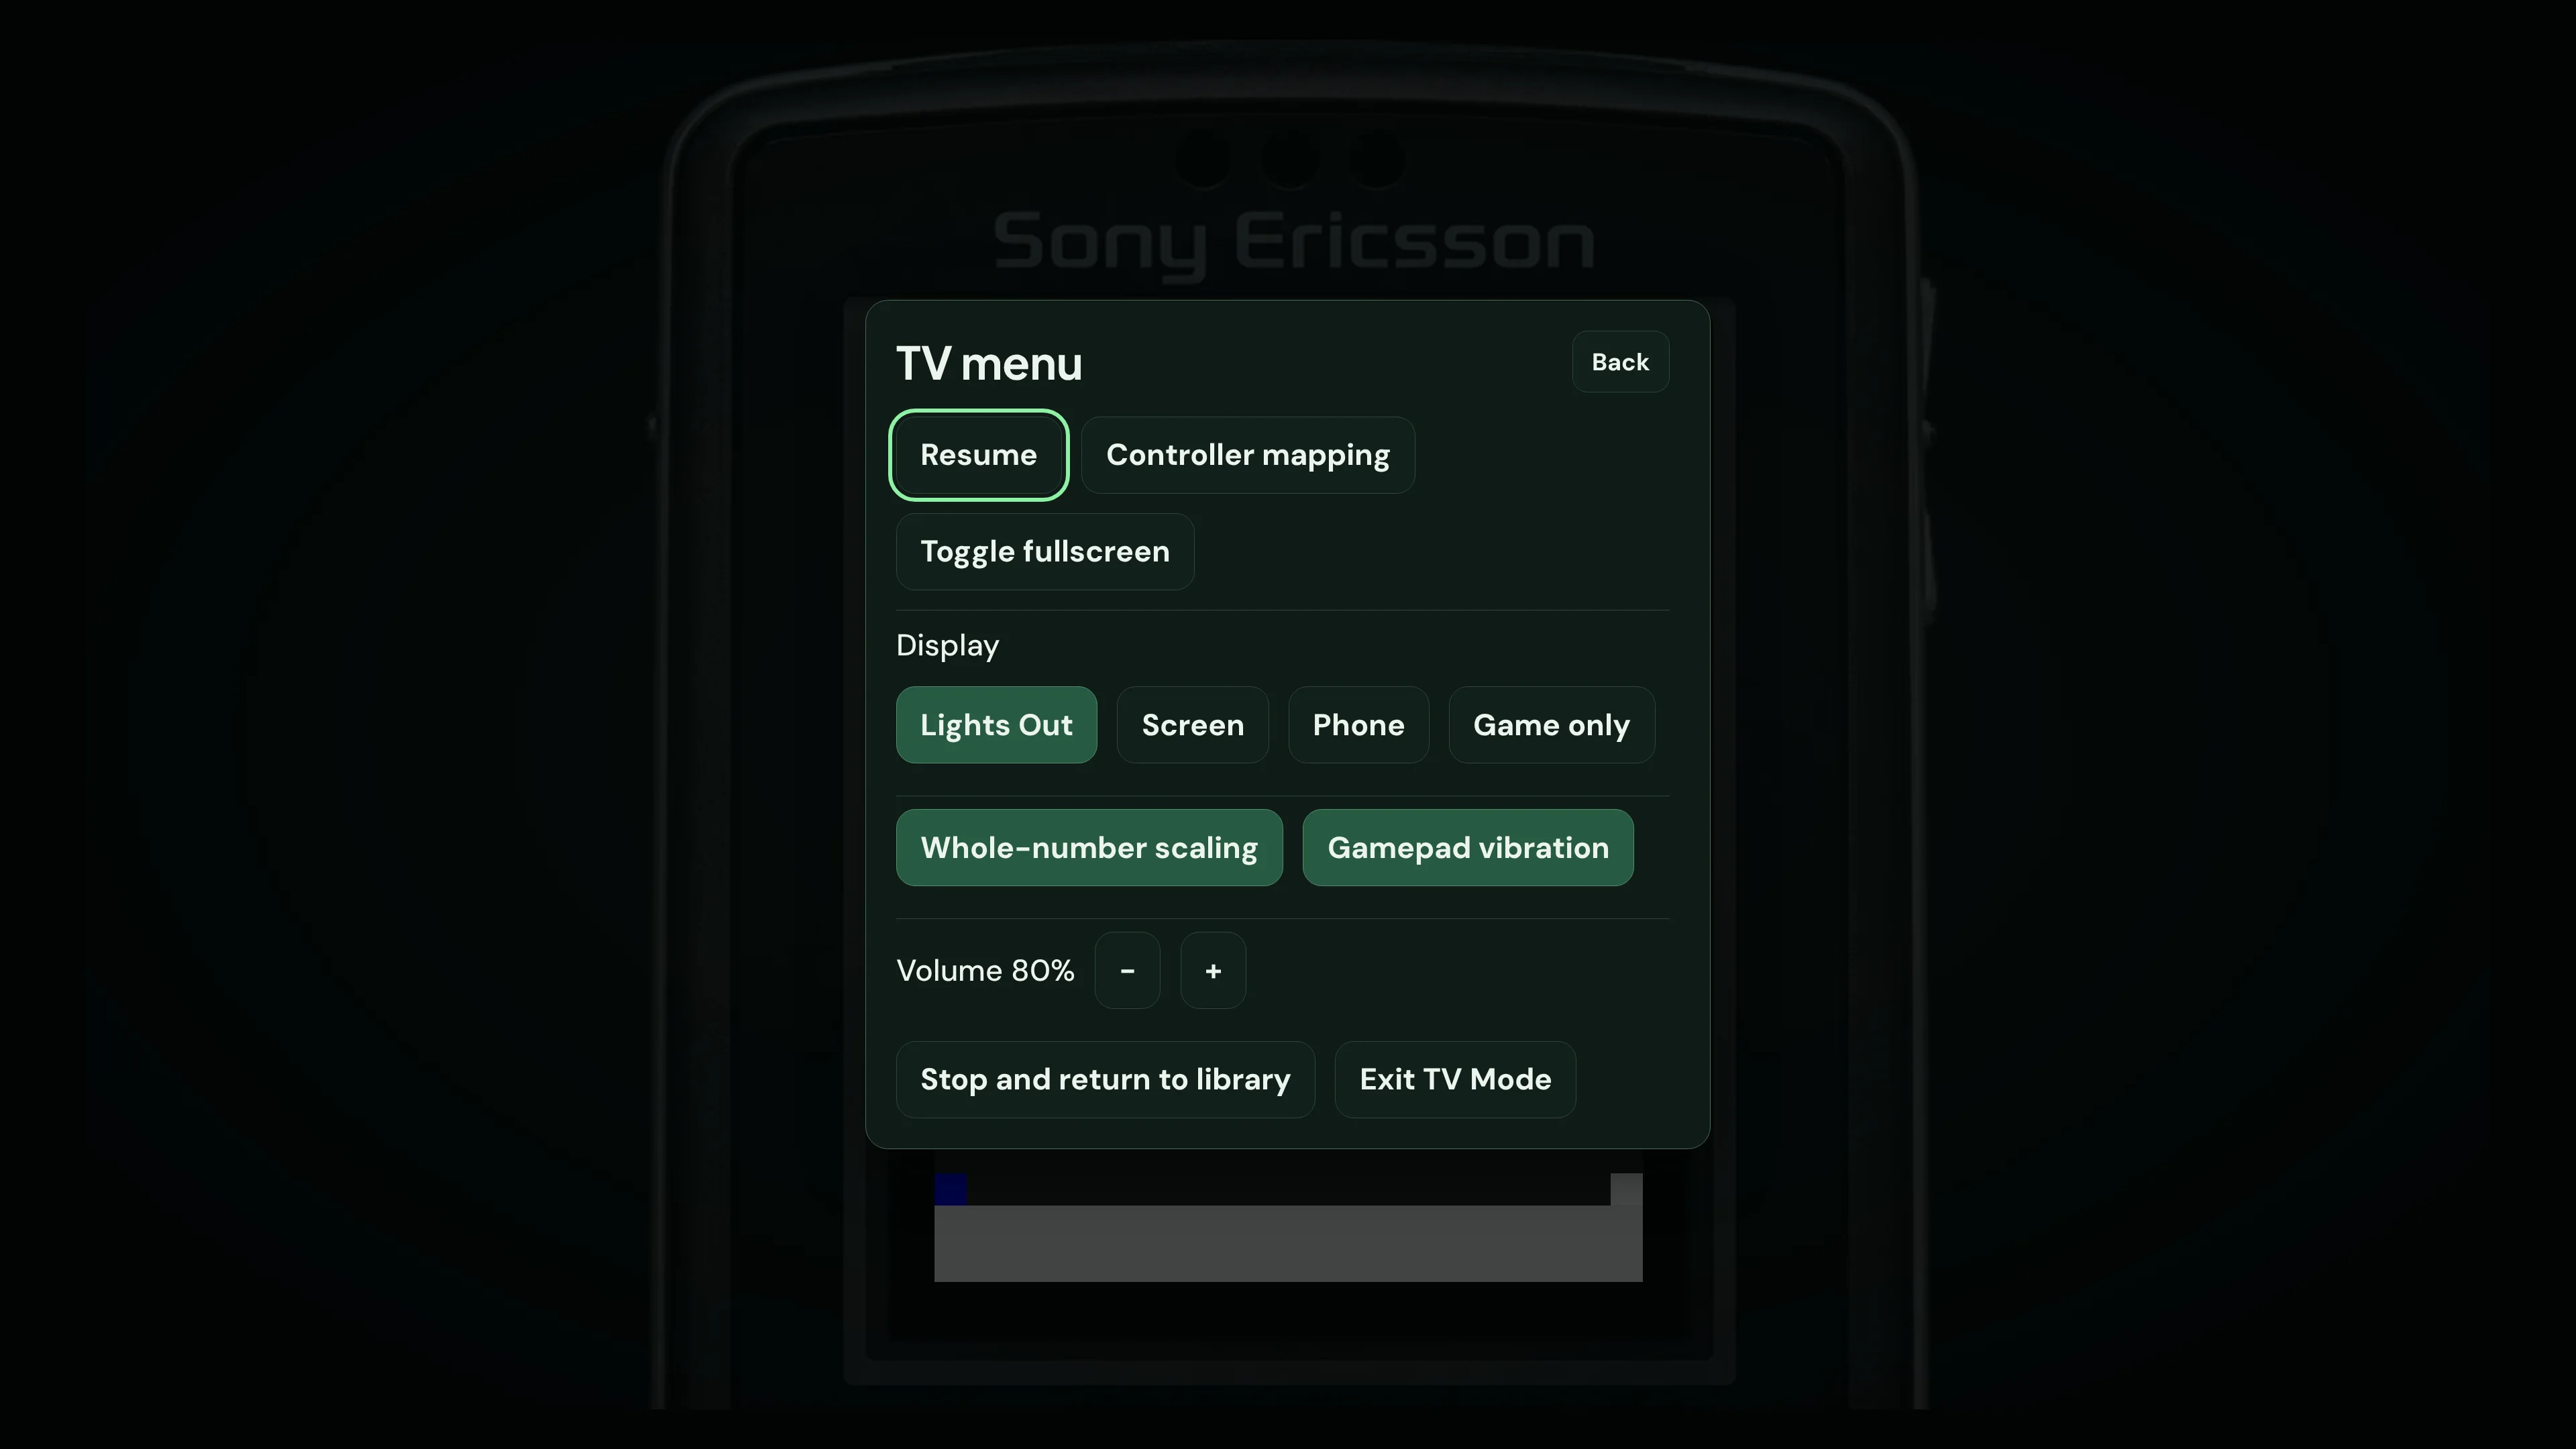 Sony Ericsson
TV menu
Back
Resume
Controller mapping
Toggle fullscreen
Display
Lights Out
Screen
Phone
Game only
Whole-number scaling
Gamepad vibration
Volume 80%
-
+
Stop and return to library
Exit TV Mode